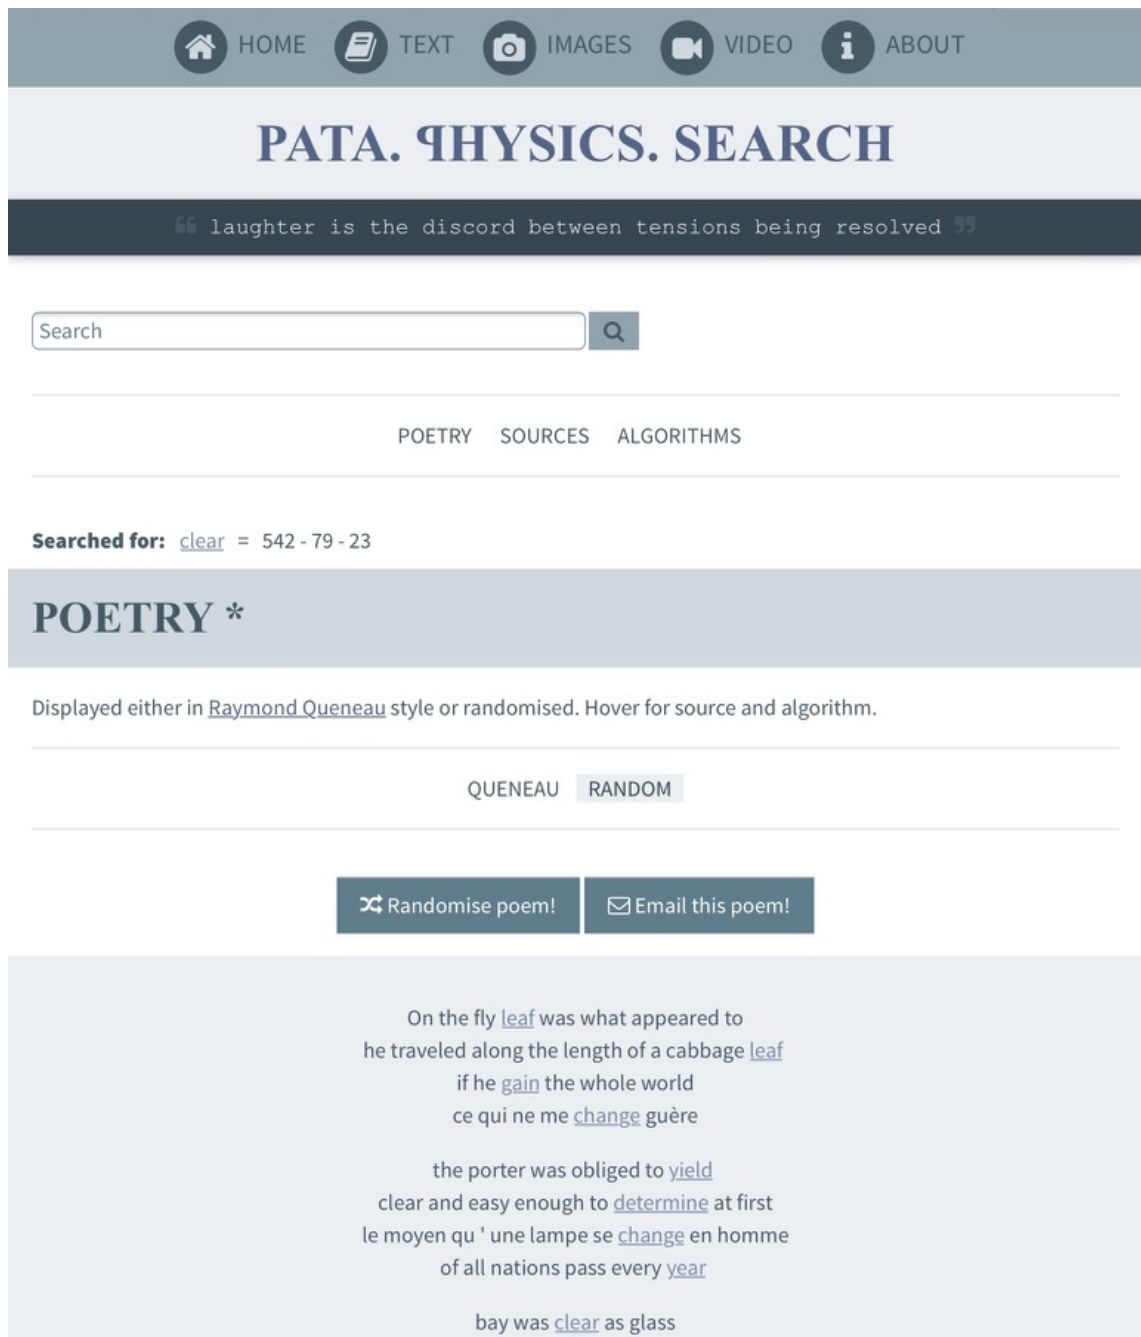 HOME TEXT IMAGES VIDEO ABOUT
PATA. ꟼHYSICS. SEARCH
“ laughter is the discord between tensions being resolved ”
Search
POETRY SOURCES ALGORITHMS
Searched for: clear = 542 - 79 - 23
POETRY *
Displayed either in Raymond Queneau style or randomised. Hover for source and algorithm.
QUENEAU RANDOM
Randomise poem! Email this poem!
On the fly leaf was what appeared to
he traveled along the length of a cabbage leaf
if he gain the whole world
ce qui ne me change guère
the porter was obliged to yield
clear and easy enough to determine at first
le moyen qu ' une lampe se change en homme
of all nations pass every year
bay was clear as glass